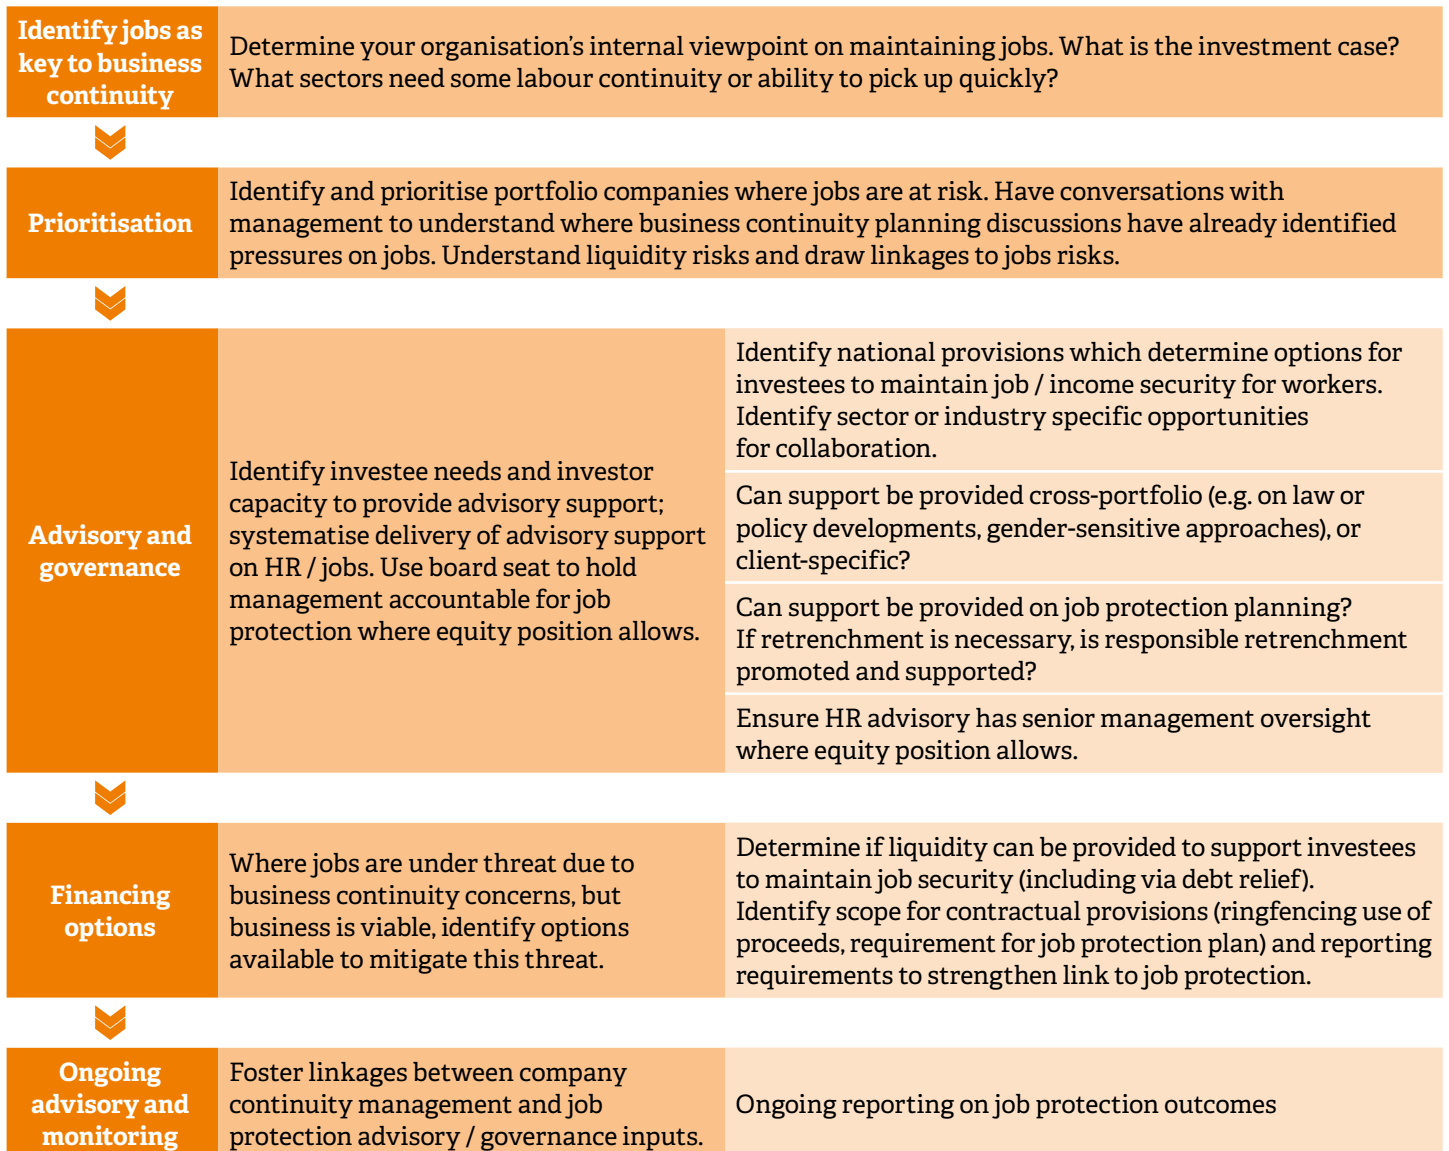 Identify jobs as
key to business
continuity
Determine your organisation’s internal viewpoint on maintaining jobs. What is the investment case?
What sectors need some labour continuity or ability to pick up quickly?
Prioritisation
Identify and prioritise portfolio companies where jobs are at risk. Have conversations with
management to understand where business continuity planning discussions have already identified
pressures on jobs. Understand liquidity risks and draw linkages to jobs risks.
Advisory and
governance
Identify investee needs and investor
capacity to provide advisory support;
systematise delivery of advisory support
on HR / jobs. Use board seat to hold
management accountable for job
protection where equity position allows.
Identify national provisions which determine options for
investees to maintain job / income security for workers.
Identify sector or industry specific opportunities
for collaboration.
Can support be provided cross-portfolio (e.g. on law or
policy developments, gender-sensitive approaches), or
client-specific?
Can support be provided on job protection planning?
If retrenchment is necessary, is responsible retrenchment
promoted and supported?
Ensure HR advisory has senior management oversight
where equity position allows.
Financing
options
Where jobs are under threat due to
business continuity concerns, but
business is viable, identify options
available to mitigate this threat.
Determine if liquidity can be provided to support investees
to maintain job security (including via debt relief).
Identify scope for contractual provisions (ringfencing use of
proceeds, requirement for job protection plan) and reporting
requirements to strengthen link to job protection.
Ongoing
advisory and
monitoring
Foster linkages between company
continuity management and job
protection advisory / governance inputs.
Ongoing reporting on job protection outcomes